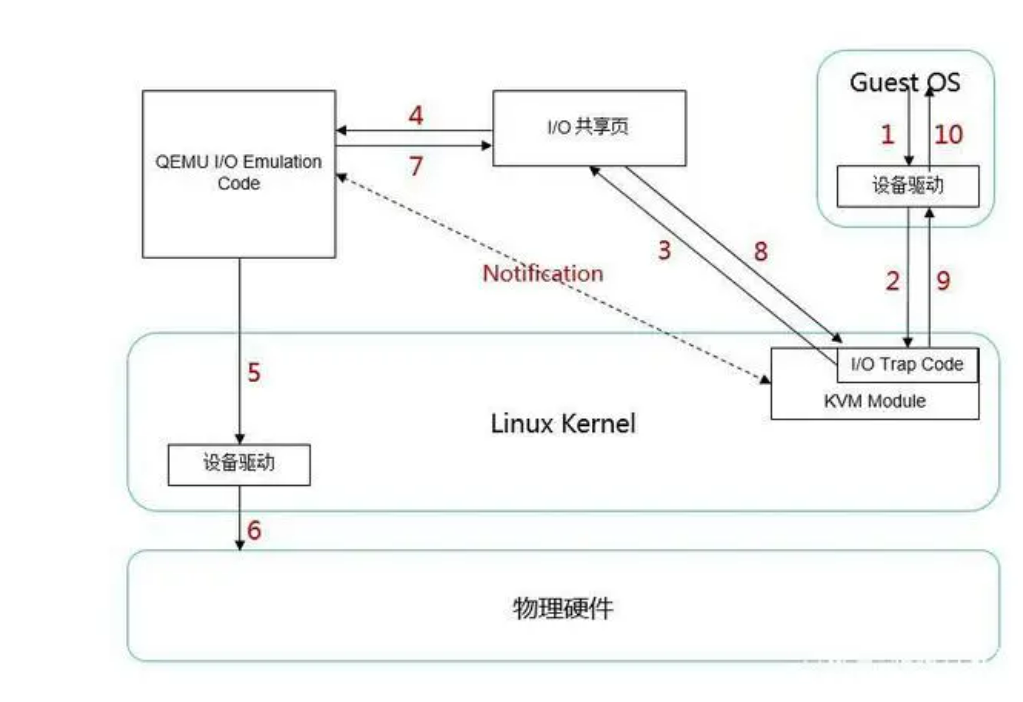 Guest OS
4
I/O 共享页
1
10
QEMU I/O Emulation
Code
7
设备驱动
3
8
Notification
2
9
5
I/O Trap Code
KVM Module
Linux Kernel
设备驱动
6
物理硬件